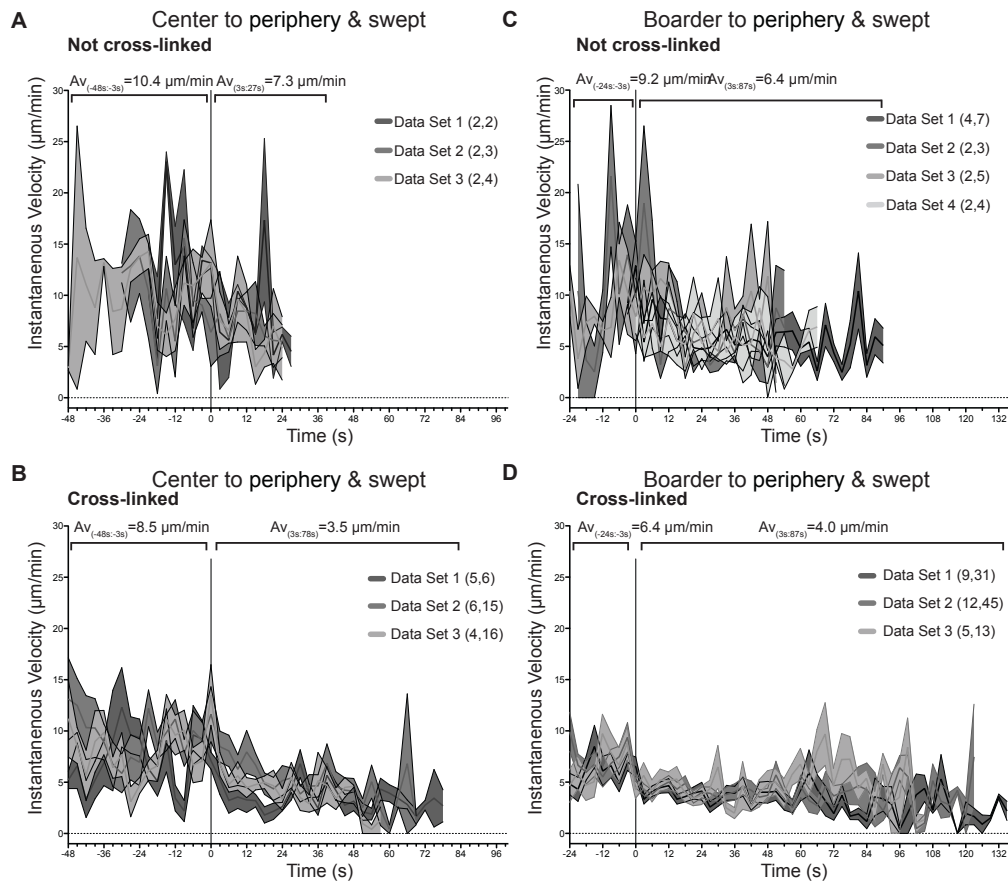 A
Center to periphery & swept
Not cross-linked
Av(-48s:-3s)=10.4 µm/min
Av(3s:27s)=7.3 µm/min
Data Set 1 (2,2)
Data Set 2 (2,3)
Data Set 3 (2,4)
Instantanenous Velocity (µm/min)
30
25
20
15
10
5
0
-48 -36 -24 -12 0 12 24 36 48 60 72 84 96
Time (s)
C
Boarder to periphery & swept
Not cross-linked
Av(-24s:-3s)=9.2 µm/min
Av(3s:87s)=6.4 µm/min
Data Set 1 (4,7)
Data Set 2 (2,3)
Data Set 3 (2,5)
Data Set 4 (2,4)
Instantanenous Velocity (µm/min)
30
25
20
15
10
5
0
-24 -12 0 12 24 36 48 60 72 84 96 108 120 132
Time (s)
B
Center to periphery & swept
Cross-linked
Av(-48s:-3s)=8.5 µm/min
Av(3s:78s)=3.5 µm/min
Data Set 1 (5,6)
Data Set 2 (6,15)
Data Set 3 (4,16)
Instantanenous Velocity (µm/min)
30
25
20
15
10
5
0
-48 -36 -24 -12 0 12 24 36 48 60 72 84 96
Time (s)
D
Boarder to periphery & swept
Cross-linked
Av(-24s:-3s)=6.4 µm/min
Av(3s:87s)=4.0 µm/min
Data Set 1 (9,31)
Data Set 2 (12,45)
Data Set 3 (5,13)
Instantanenous Velocity (µm/min)
30
25
20
15
10
5
0
-24 -12 0 12 24 36 48 60 72 84 96 108 120 132
Time (s)